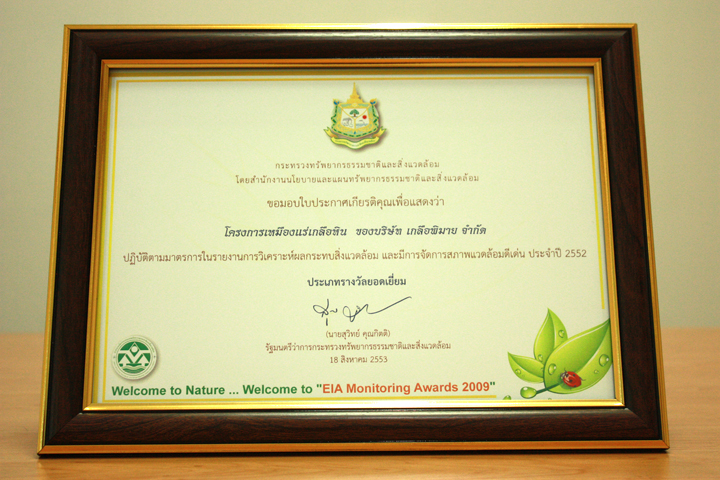 กระทรวงทรัพยากรธรรมชาติและสิ่งแวดล้อม
โดยสำนักงานนโยบายและแผนทรัพยากรธรรมชาติและสิ่งแวดล้อม
ขอมอบใบประกาศเกียรติคุณเพื่อแสดงว่า
โครงการเหมืองแร่เกลือหิน ของบริษัท เกลือพิมาย จำกัด
ปฏิบัติตามมาตรการในรายงานการวิเคราะห์ผลกระทบสิ่งแวดล้อม และมีการจัดการสภาพแวดล้อมดีเด่น ประจำปี 2552
ประเภทรางวัลยอดเยี่ยม
(นายสุวิทย์ คุณกิตติ)
รัฐมนตรีว่าการกระทรวงทรัพยากรธรรมชาติและสิ่งแวดล้อม
18 สิงหาคม 2553
Welcome to Nature ... Welcome to "EIA Monitoring Awards 2009"